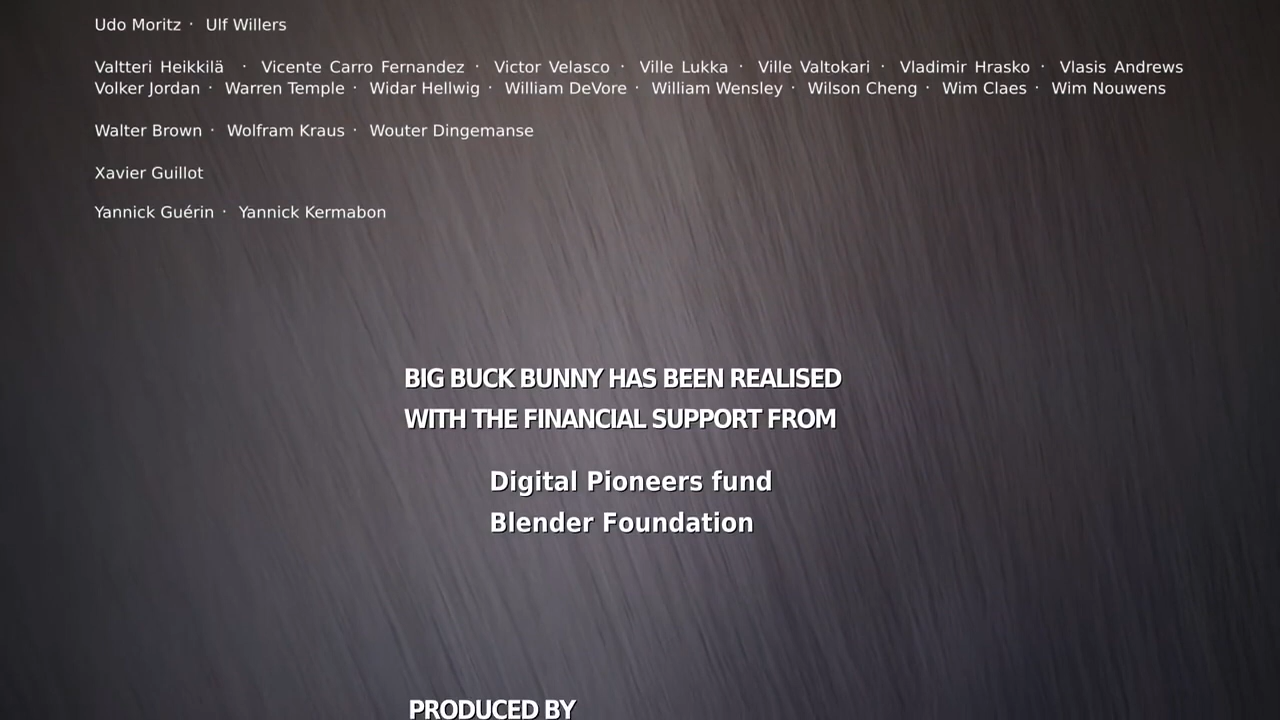 Udo Moritz · Ulf Willers
Valtteri Heikkilä · Vicente Carro Fernandez · Victor Velasco · Ville Lukka · Ville Valtokari · Vladimir Hrasko · Vlasis Andrews
Volker Jordan · Warren Temple · Widar Hellwig · William DeVore · William Wensley · Wilson Cheng · Wim Claes · Wim Nouwens
Walter Brown · Wolfram Kraus · Wouter Dingemanse
Xavier Guillot
Yannick Guérin · Yannick Kermabon
BIG BUCK BUNNY HAS BEEN REALISED
WITH THE FINANCIAL SUPPORT FROM
Digital Pioneers fund
Blender Foundation
PRODUCED BY